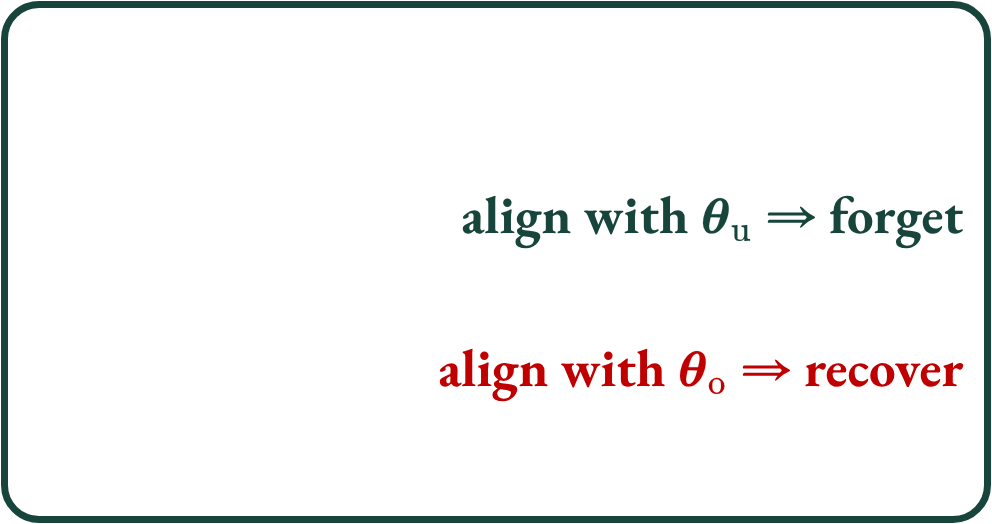 align with θᵤ ⟹ forget
align with θₒ ⟹ recover